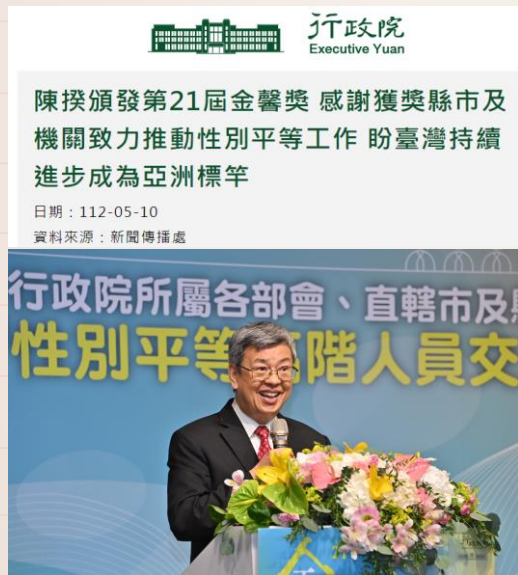 行政院
Executive Yuan
陳揆頒發第21屆金馨獎 感謝獲獎縣市及
機關致力推動性別平等工作 盼臺灣持續
進步成為亞洲標竿
日期：112-05-10
資料來源：新聞傳播處
行政院所屬各部會、直轄市及
性別平等 階人員交